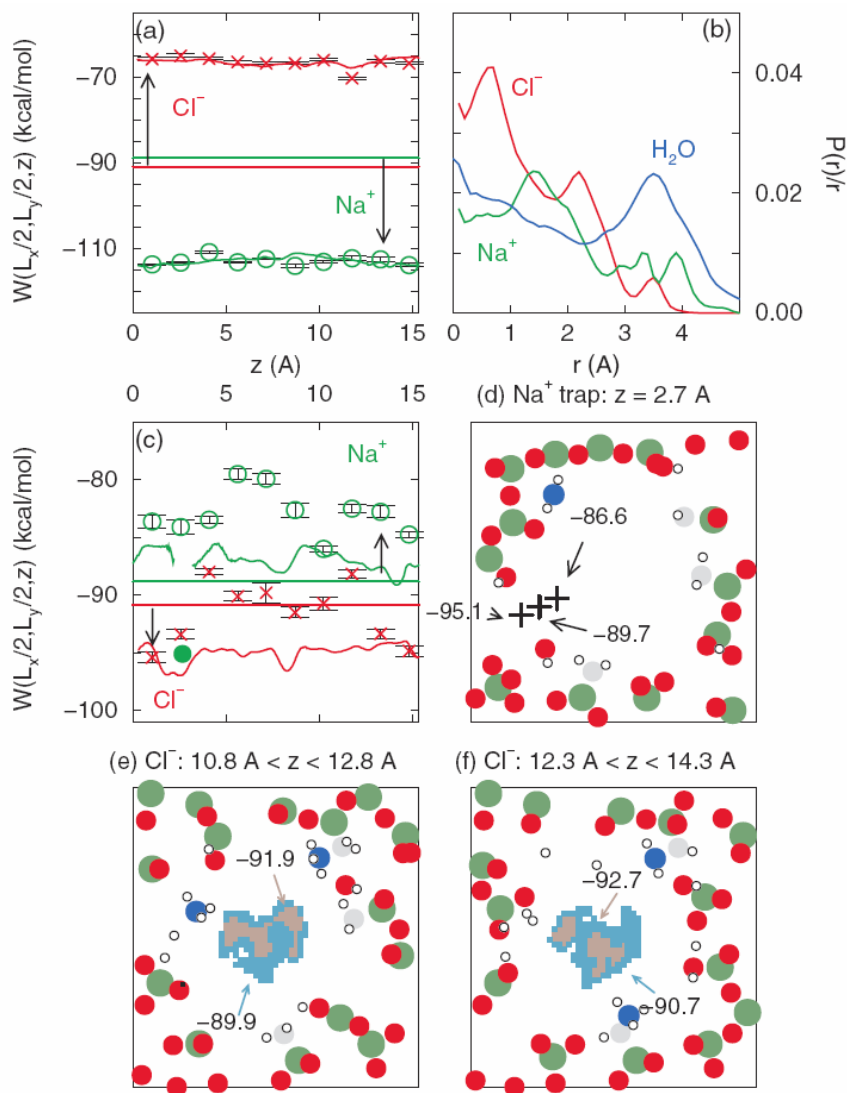 (a)
(b)
−70
−90
−110
W(Lx/2,Ly/2,z) (kcal/mol)
Cl−
Na+
0 5 10 15
z (A)
Cl−
H2O
Na+
0.04
0.02
0.00
P(r)/r
0 1 2 3 4
r (A)
0 5 10 15
(c)
Na+
−80
−90
−100
W(Lx/2,Ly/2,z) (kcal/mol)
Cl−
(d) Na+ trap: z = 2.7 A
−86.6
−95.1
−89.7
(e) Cl−: 10.8 A < z < 12.8 A
−91.9
−89.9
(f) Cl−: 12.3 A < z < 14.3 A
−92.7
−90.7